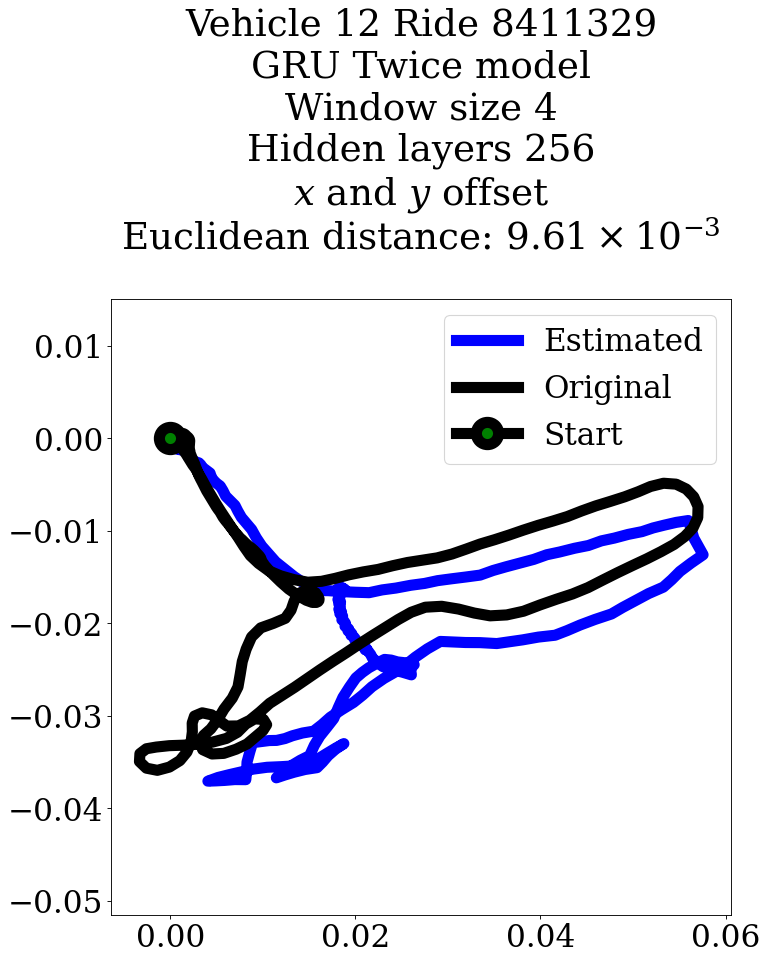 Vehicle 12 Ride 8411329
GRU Twice model
Window size 4
Hidden layers 256
x and y offset
Euclidean distance: 9.61 × 10⁻³
Estimated
Original
Start
0.01
0.00
−0.01
−0.02
−0.03
−0.04
−0.05
0.00 0.02 0.04 0.06